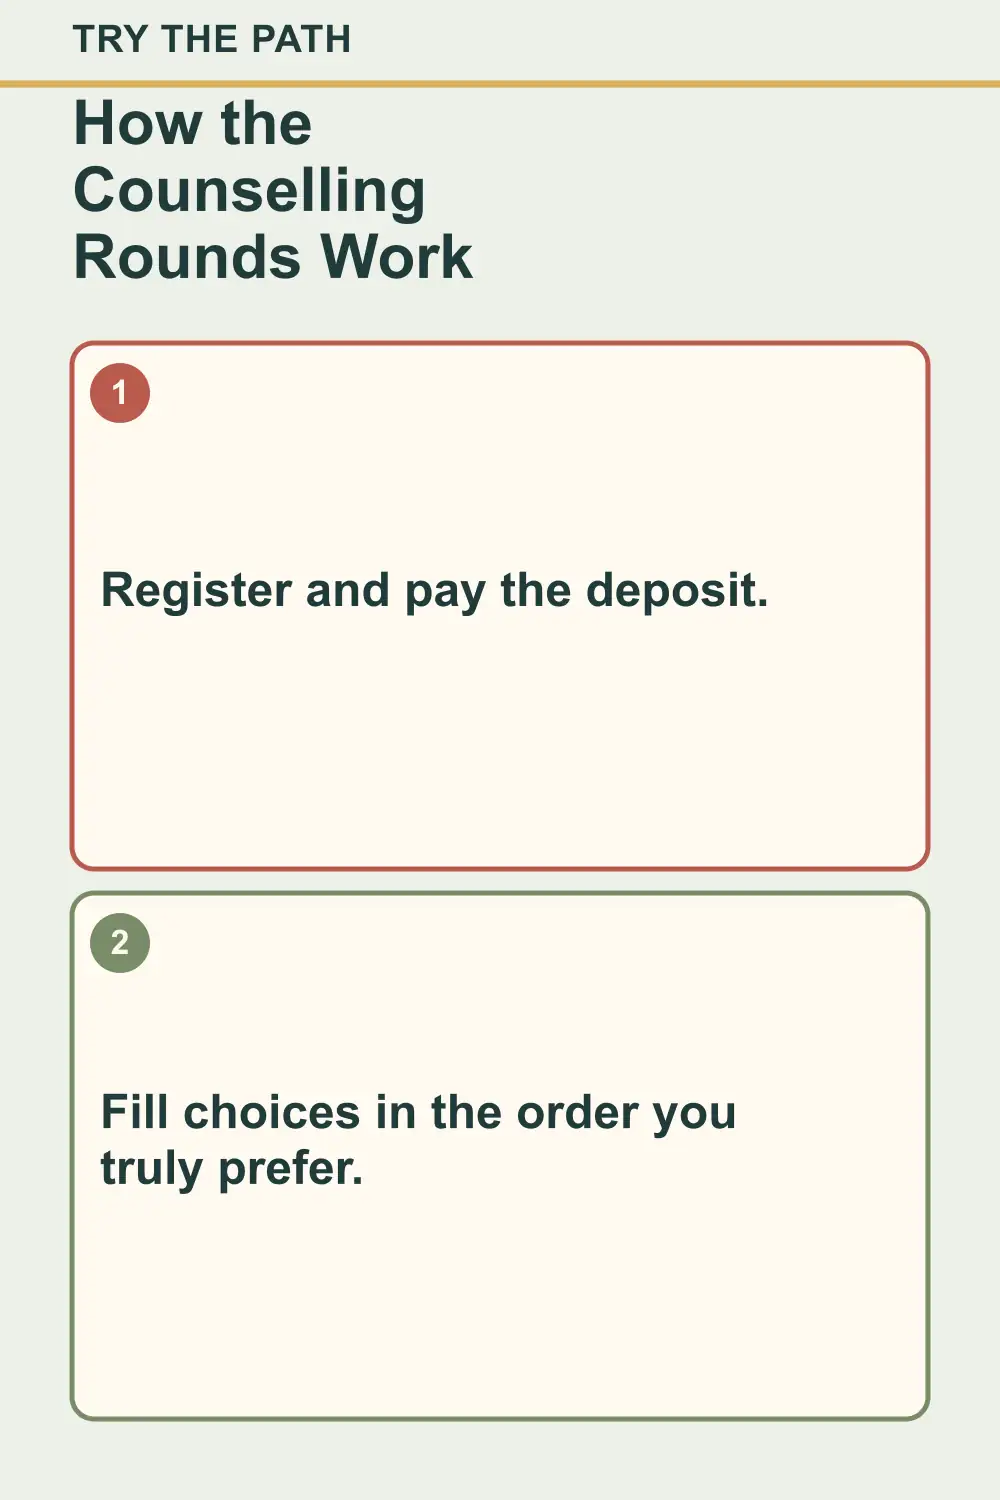 TRY THE PATH
How the
Counselling
Rounds Work
1
Register and pay the deposit.
2
Fill choices in the order you
truly prefer.